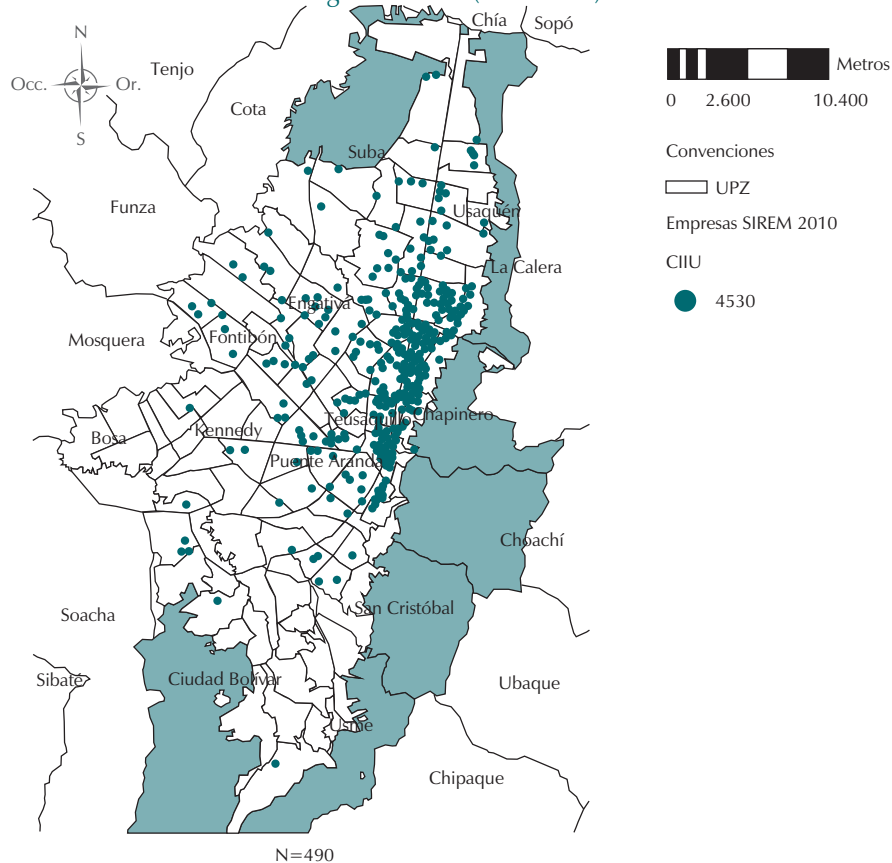 Chía
Sopó
N
Tenjo
Occ.
Or.
Cota
S
Suba
Funza
Usaquén
La Calera
Engativa
Mosquera
Fontibón
Teusaquillo
Chapinero
Kennedy
Bosa
Puente Aranda
Choachí
Soacha
San Cristóbal
Sibaté
Ciudad Bolívar
Ubaque
Usme
Chipaque
N=490
Metros
0 2.600 10.400
Convenciones
UPZ
Empresas SIREM 2010
CIIU
4530